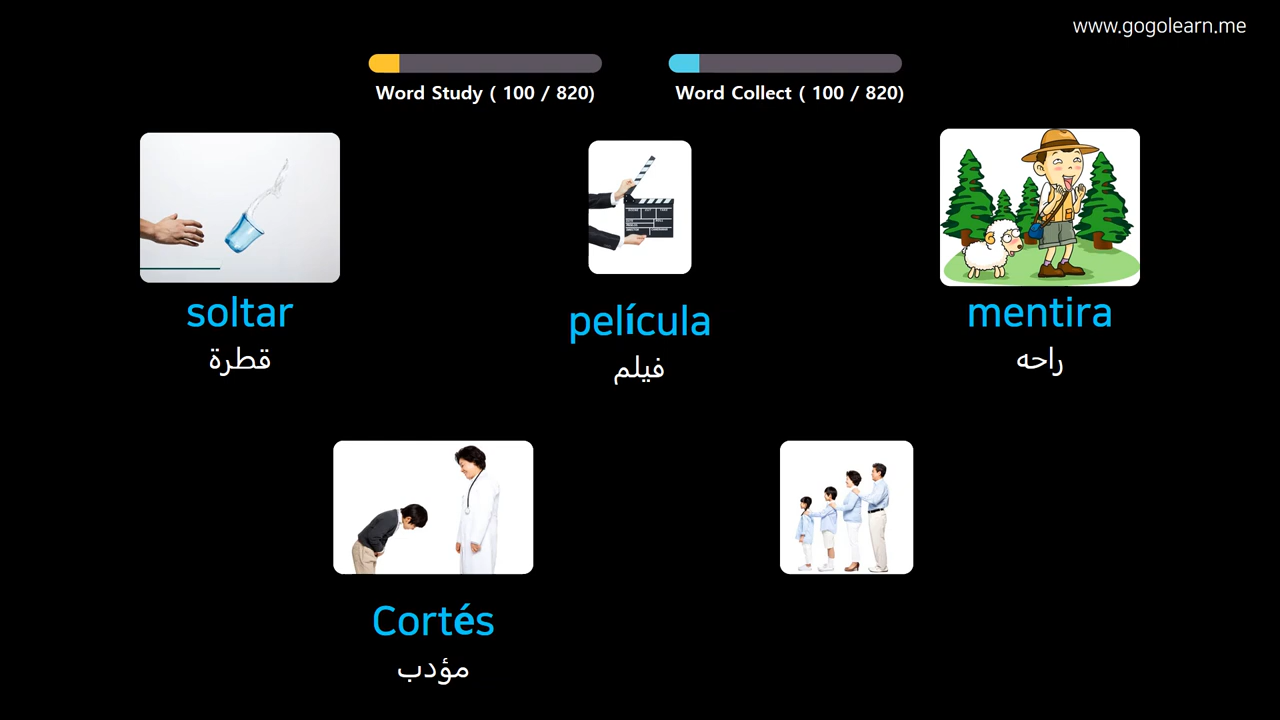 www.gogolearn.me
Word Study ( 100 / 820)
Word Collect ( 100 / 820)
soltar
قطرة
película
فيلم
mentira
راحه
Cortés
مؤدب